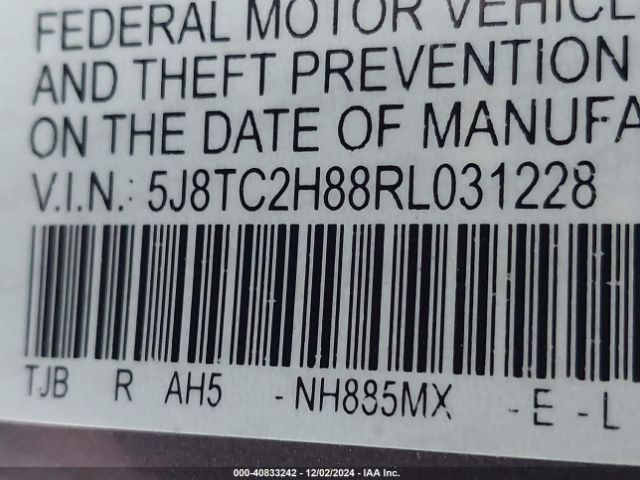 FEDERAL MOTOR VEHICLE
AND THEFT PREVENTION
ON THE DATE OF MANUFA
V.I.N.: 5J8TC2H88RL031228
TJB R AH5 - NH885MX - E - L
000-40833242 - 12/02/2024 - IAA Inc.